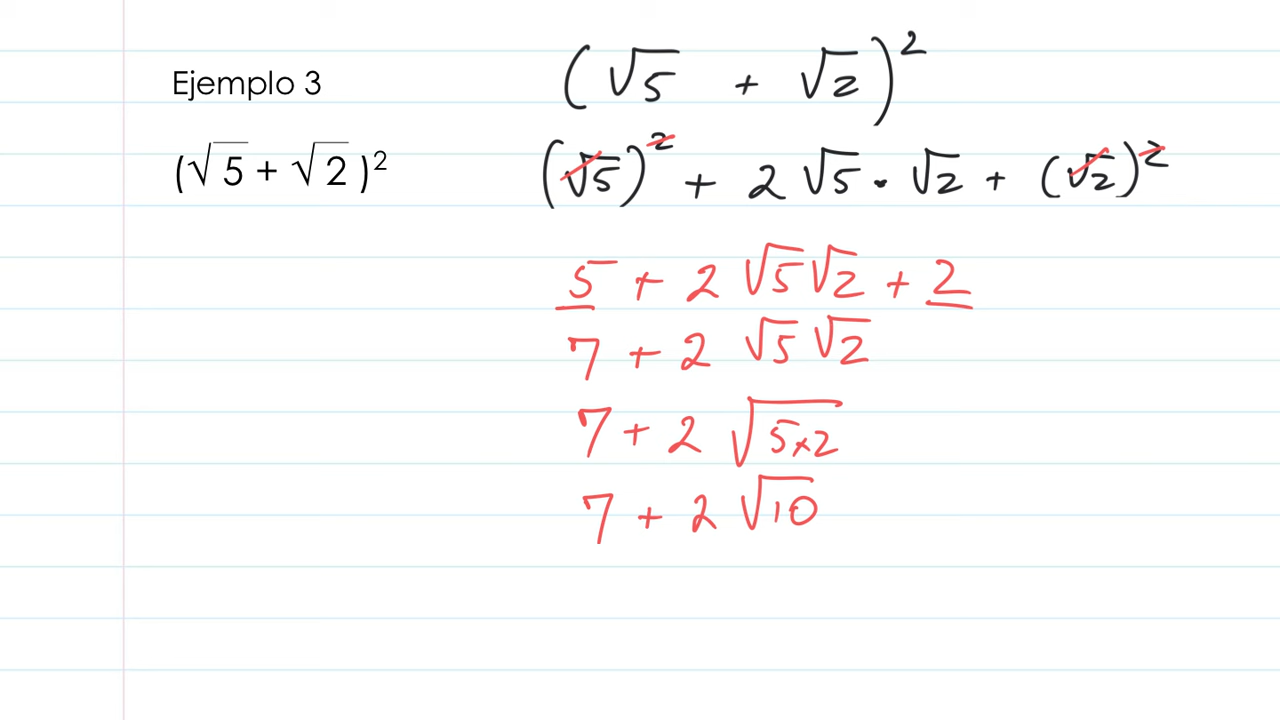 Ejemplo 3
(√5 + √2)²
(√5 + √2)²
(√5)² + 2√5 · √2 + (√2)²
5 + 2 √5 √2 + 2
7 + 2 √5 √2
7 + 2 √(5×2)
7 + 2 √10